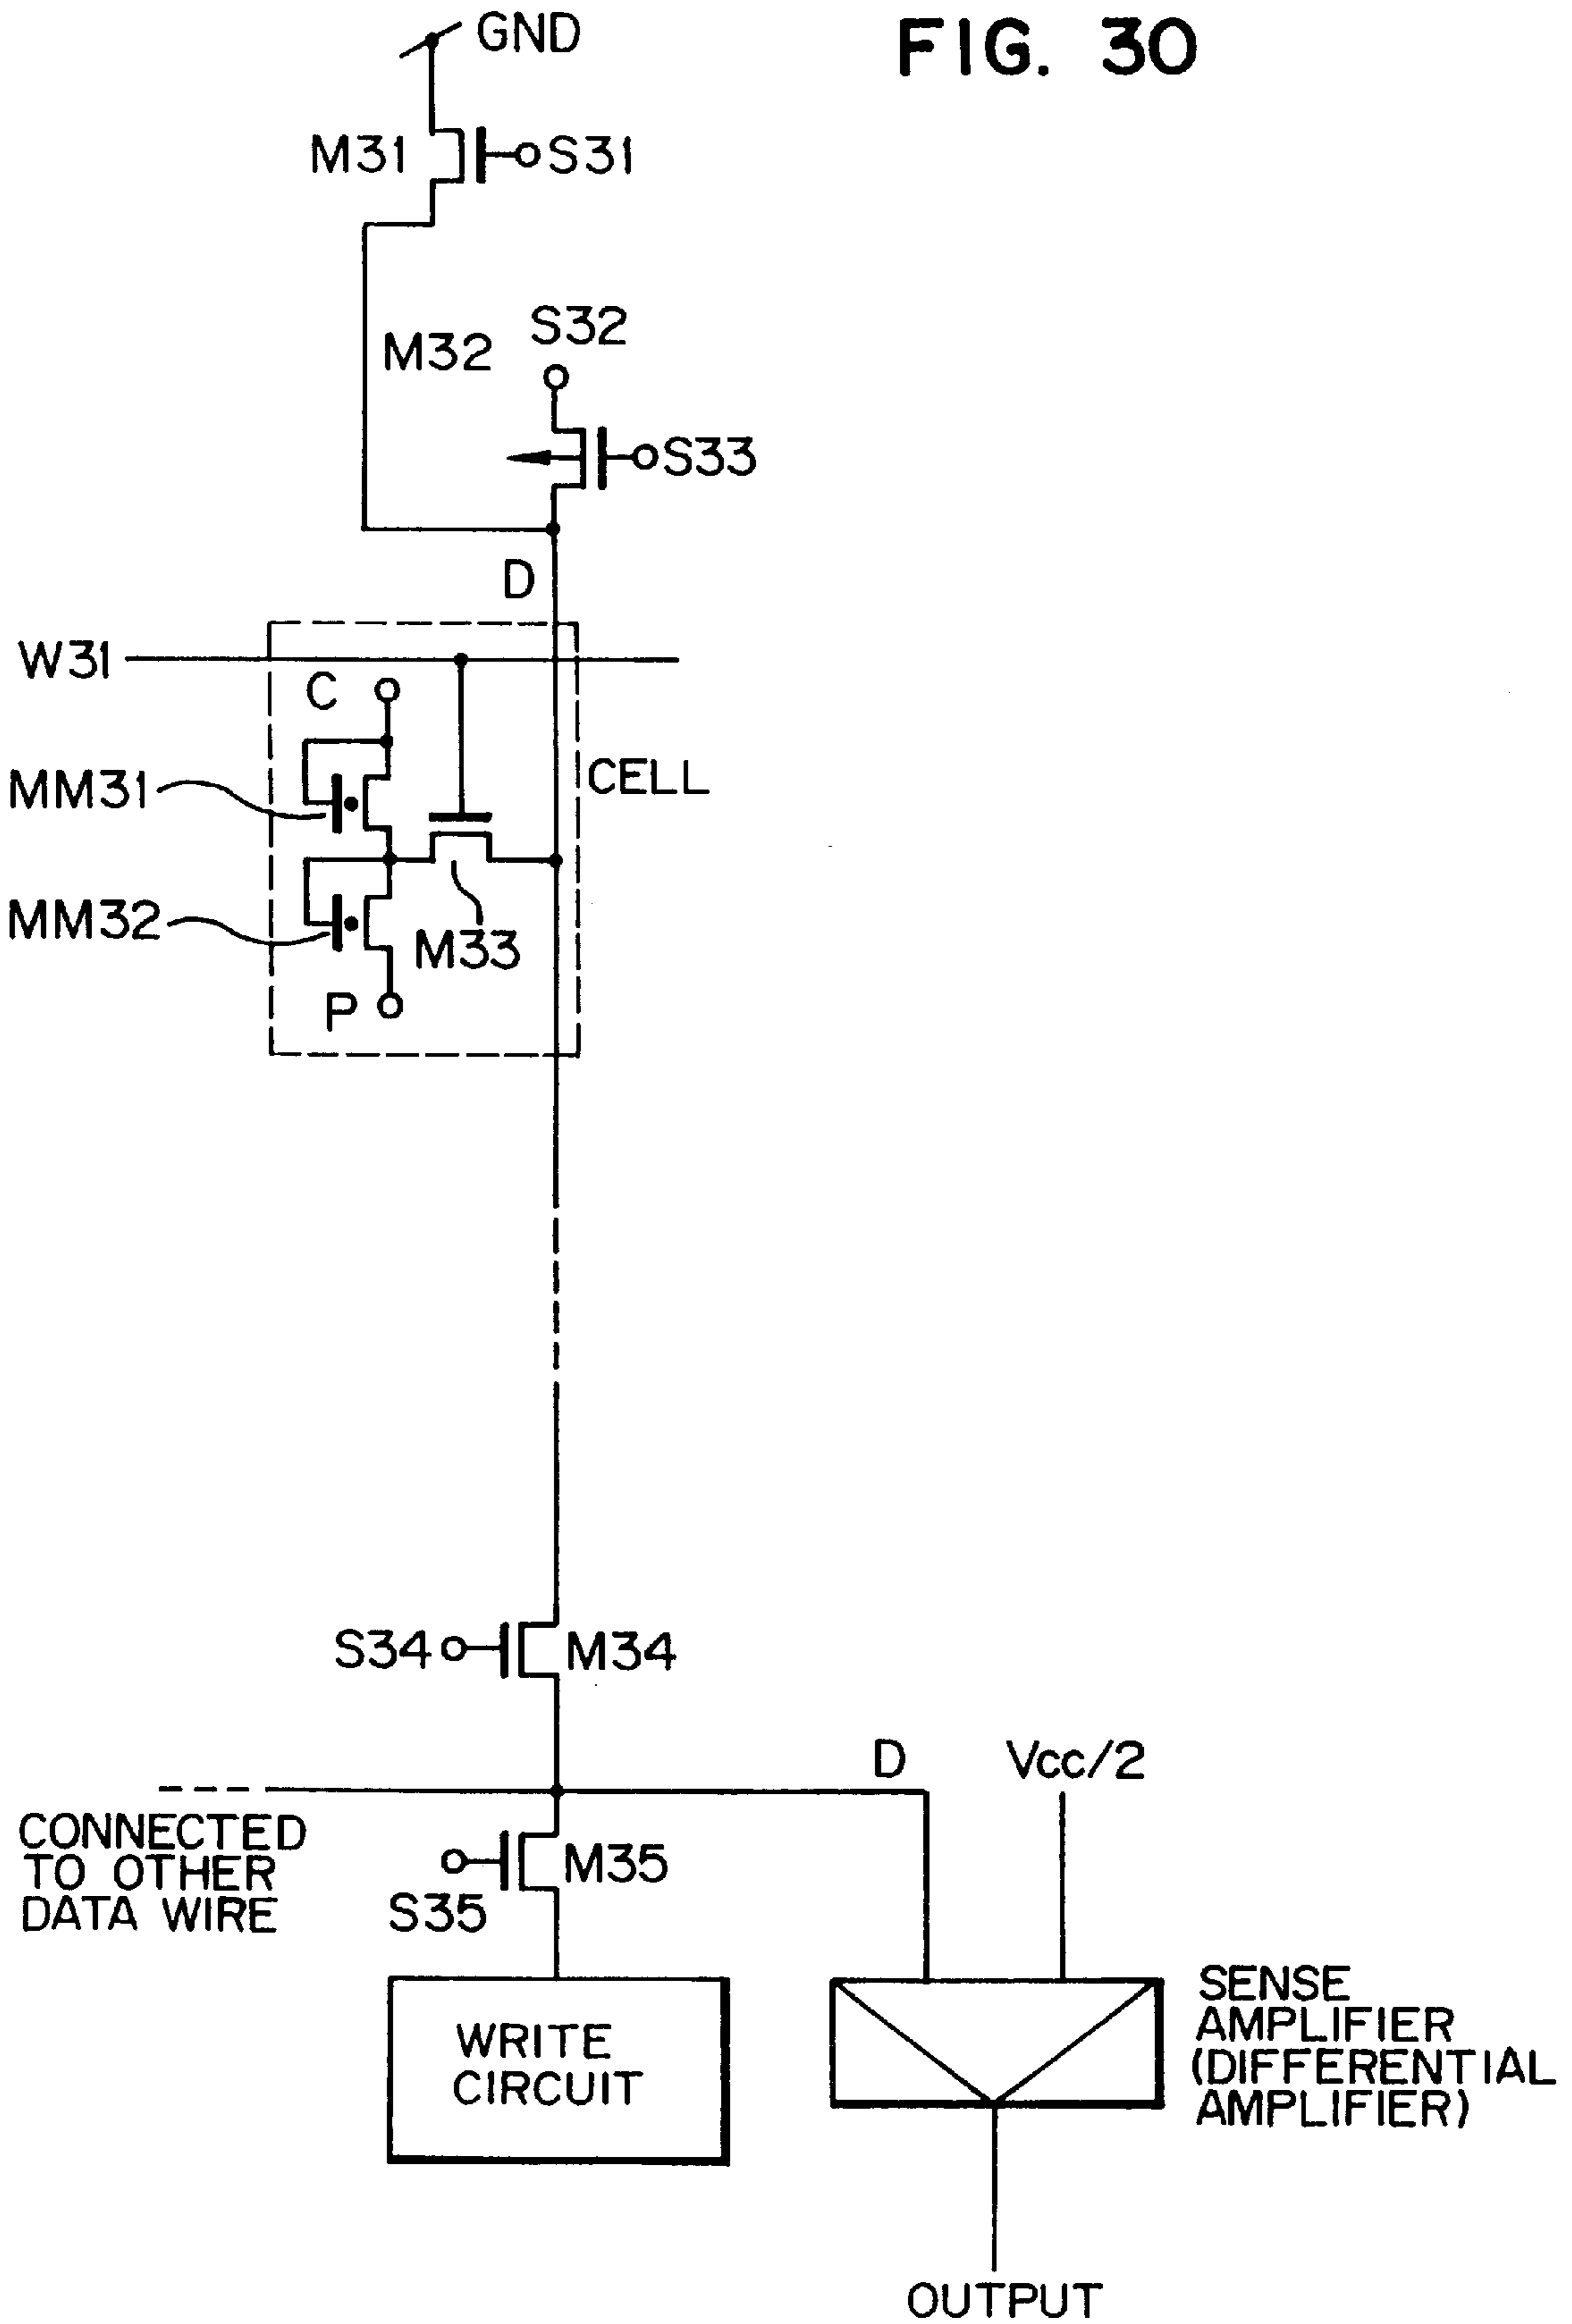 FIG. 30
GND
M31
S31
S32
M32
S33
D
W31
C
CELL
MM31
MM32
M33
P
S34
M34
D
Vcc/2
CONNECTED
TO OTHER
DATA WIRE
M35
S35
WRITE
CIRCUIT
SENSE
AMPLIFIER
(DIFFERENTIAL
AMPLIFIER)
OUTPUT